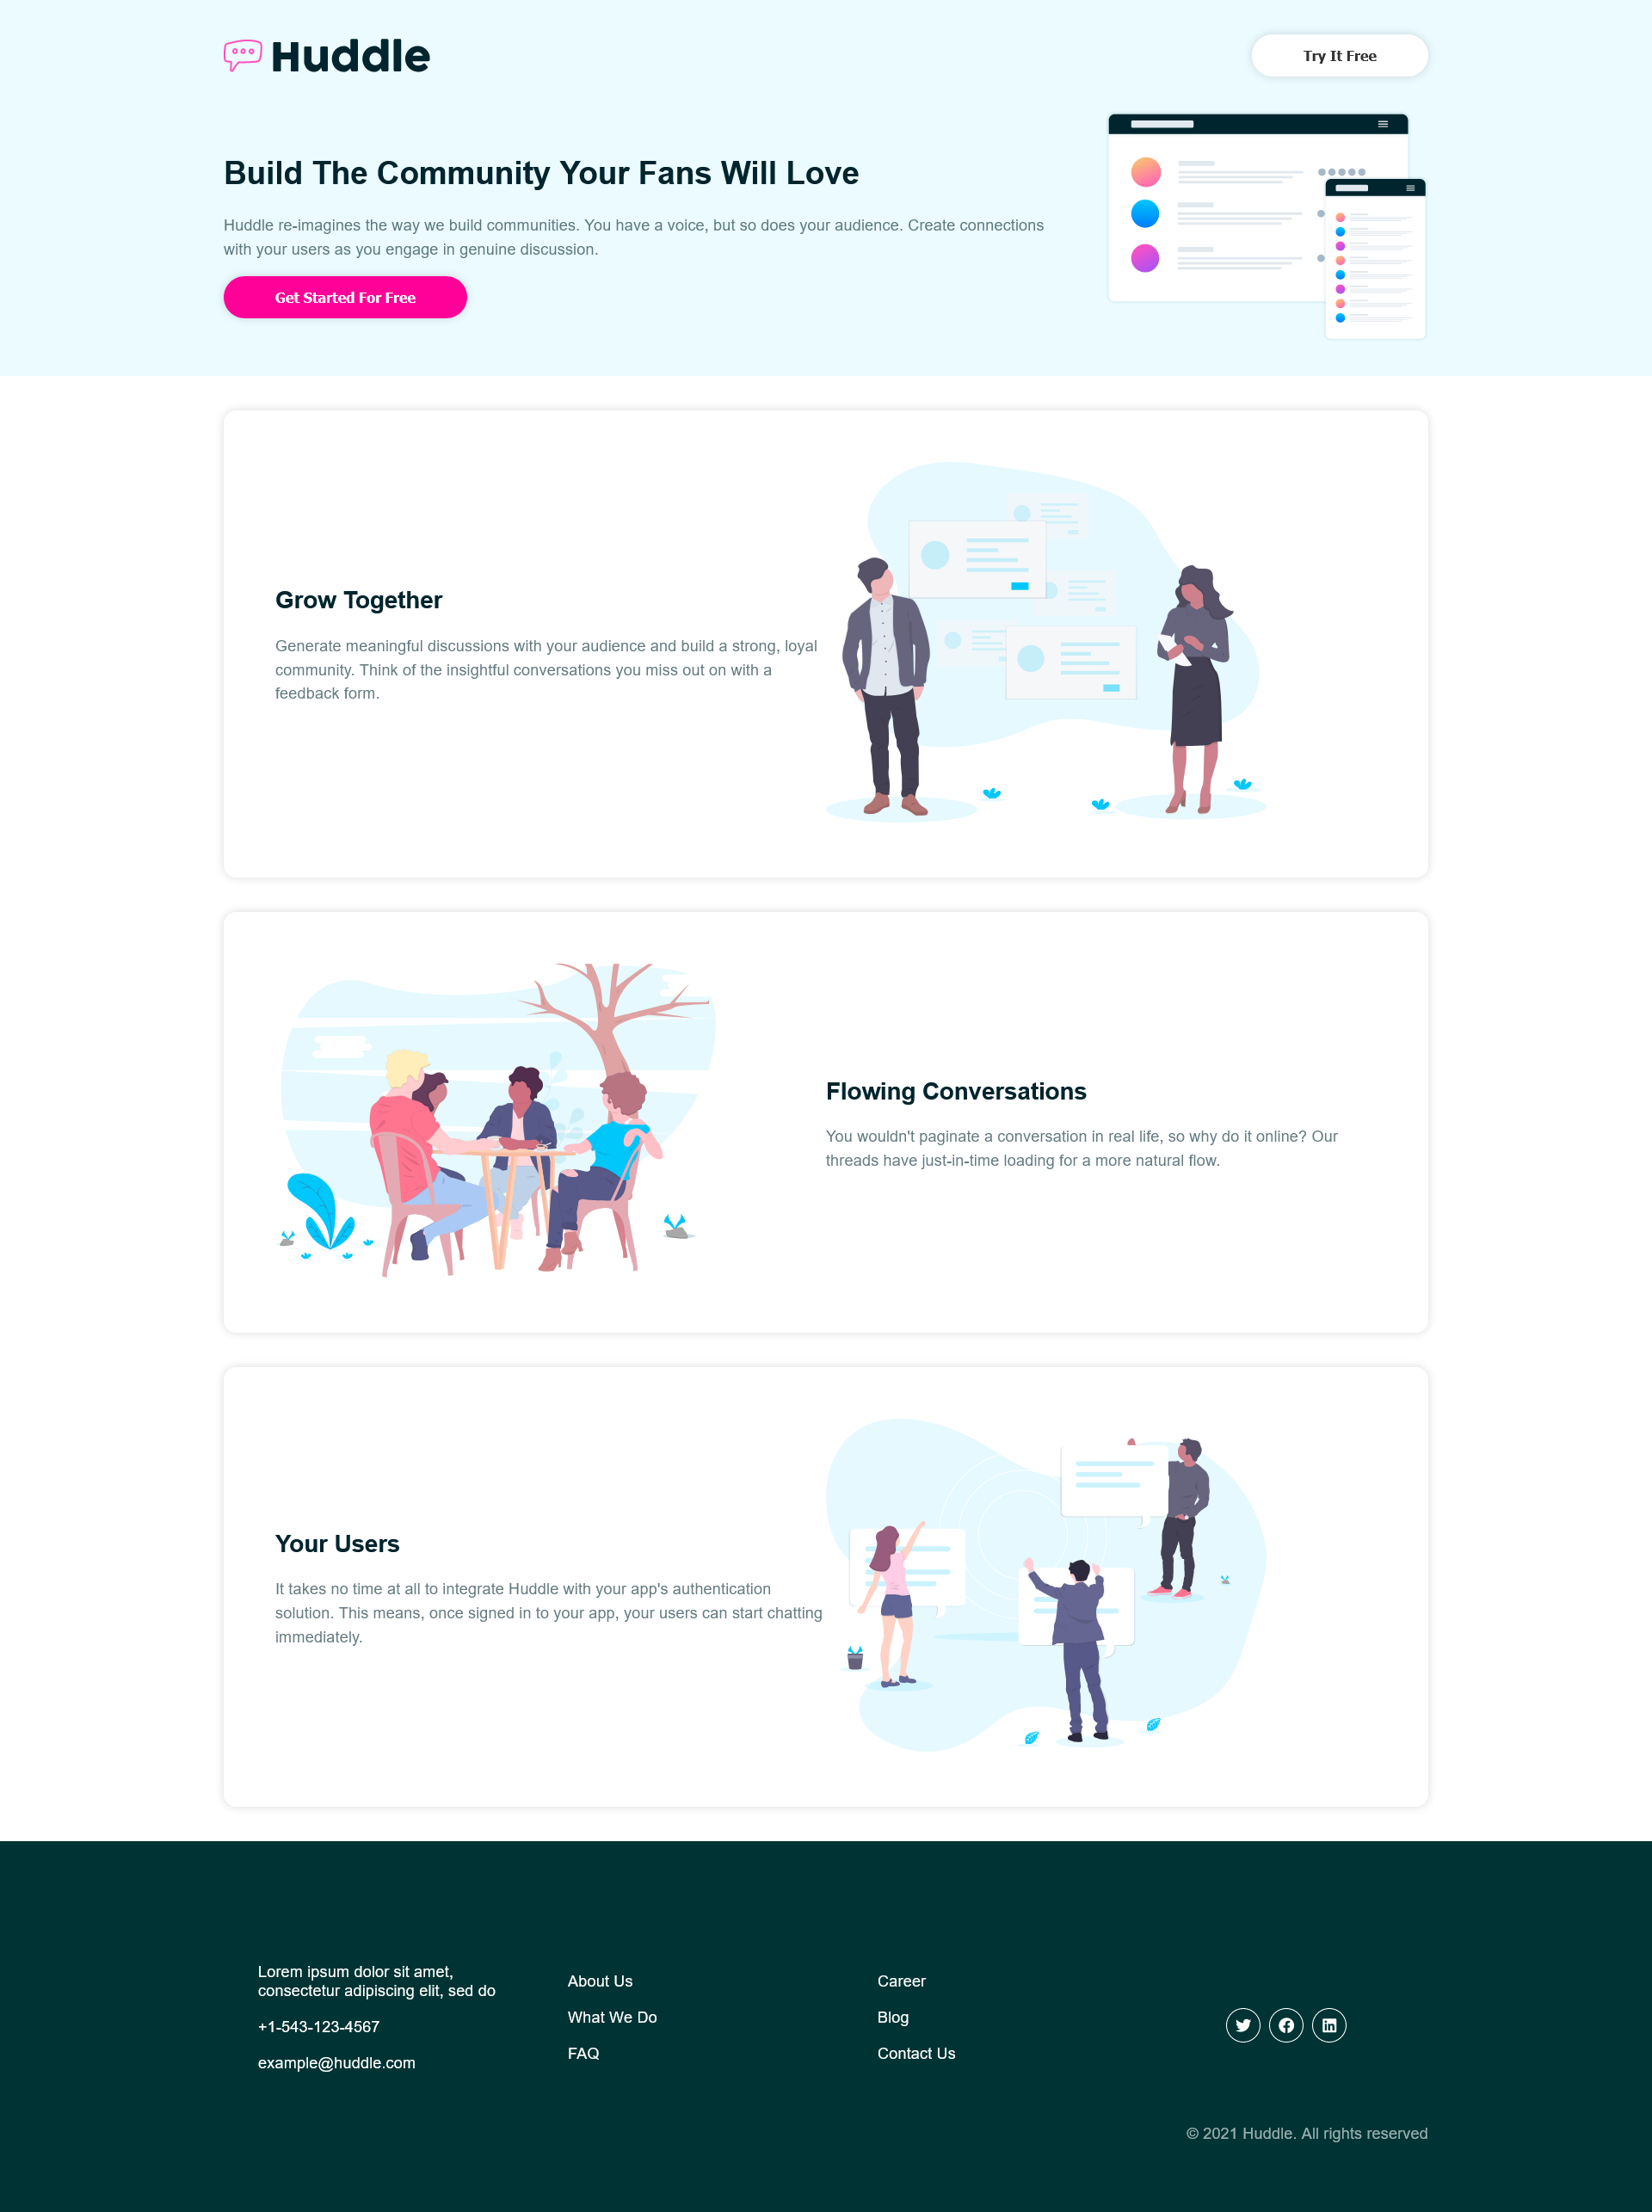 Huddle
Try It Free
Build The Community Your Fans Will Love
Huddle re-imagines the way we build communities. You have a voice, but so does your audience. Create connections
with your users as you engage in genuine discussion.
Get Started For Free
Grow Together
Generate meaningful discussions with your audience and build a strong, loyal
community. Think of the insightful conversations you miss out on with a
feedback form.
Flowing Conversations
You wouldn't paginate a conversation in real life, so why do it online? Our
threads have just-in-time loading for a more natural flow.
Your Users
It takes no time at all to integrate Huddle with your app's authentication
solution. This means, once signed in to your app, your users can start chatting
immediately.
Lorem ipsum dolor sit amet,
consectetur adipiscing elit, sed do
+1-543-123-4567
example@huddle.com
About Us
What We Do
FAQ
Career
Blog
Contact Us
© 2021 Huddle. All rights reserved